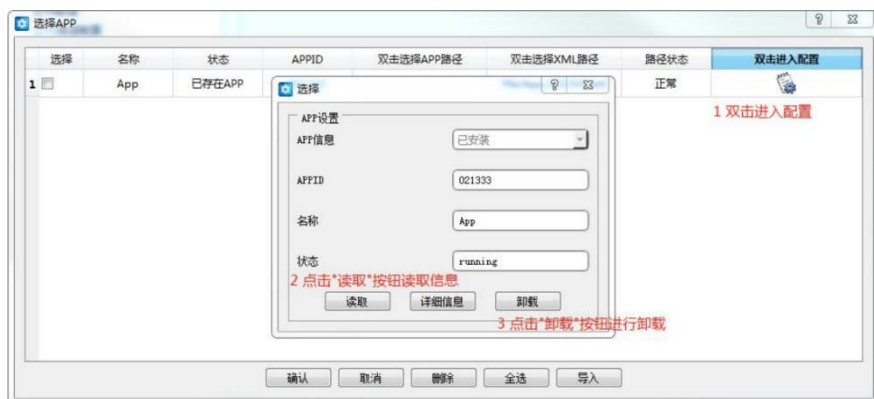 选择APP
选择 名称 状态 APPID 双击选择APP路径 双击选择XML路径 路径状态 双击进入配置
1 App 已存在APP 正常
1 双击进入配置
选择
APP设置
APP信息 已安装
APPID 021333
名称 App
状态 running
2 点击"读取"按钮读取信息
读取 详细信息 卸载
3 点击"卸载"按钮进行卸载
确认 取消 删除 全选 导入